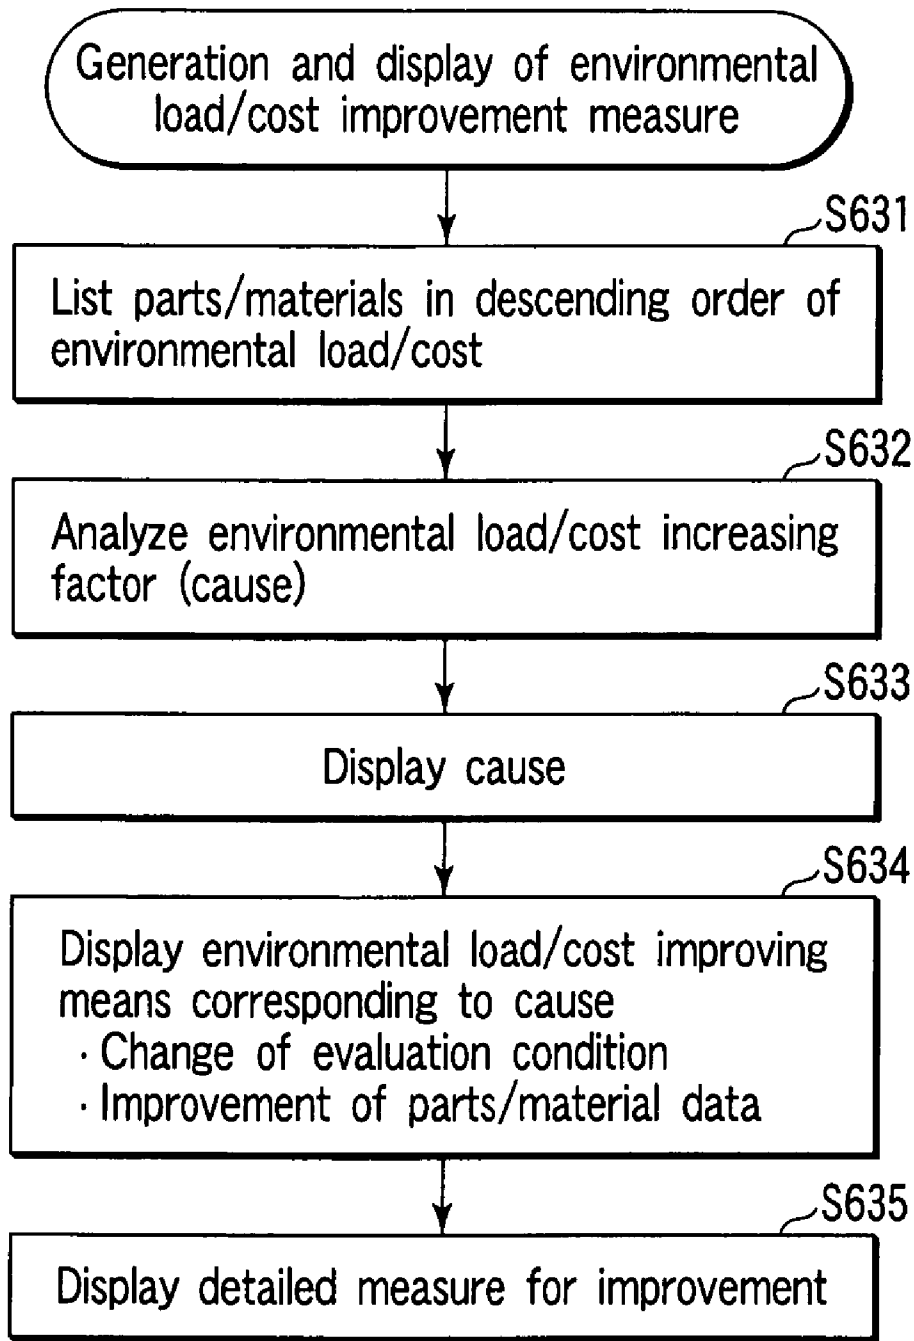 Generation and display of environmental
load/cost improvement measure
S631
List parts/materials in descending order of
environmental load/cost
S632
Analyze environmental load/cost increasing
factor (cause)
S633
Display cause
S634
Display environmental load/cost improving
means corresponding to cause
· Change of evaluation condition
· Improvement of parts/material data
S635
Display detailed measure for improvement